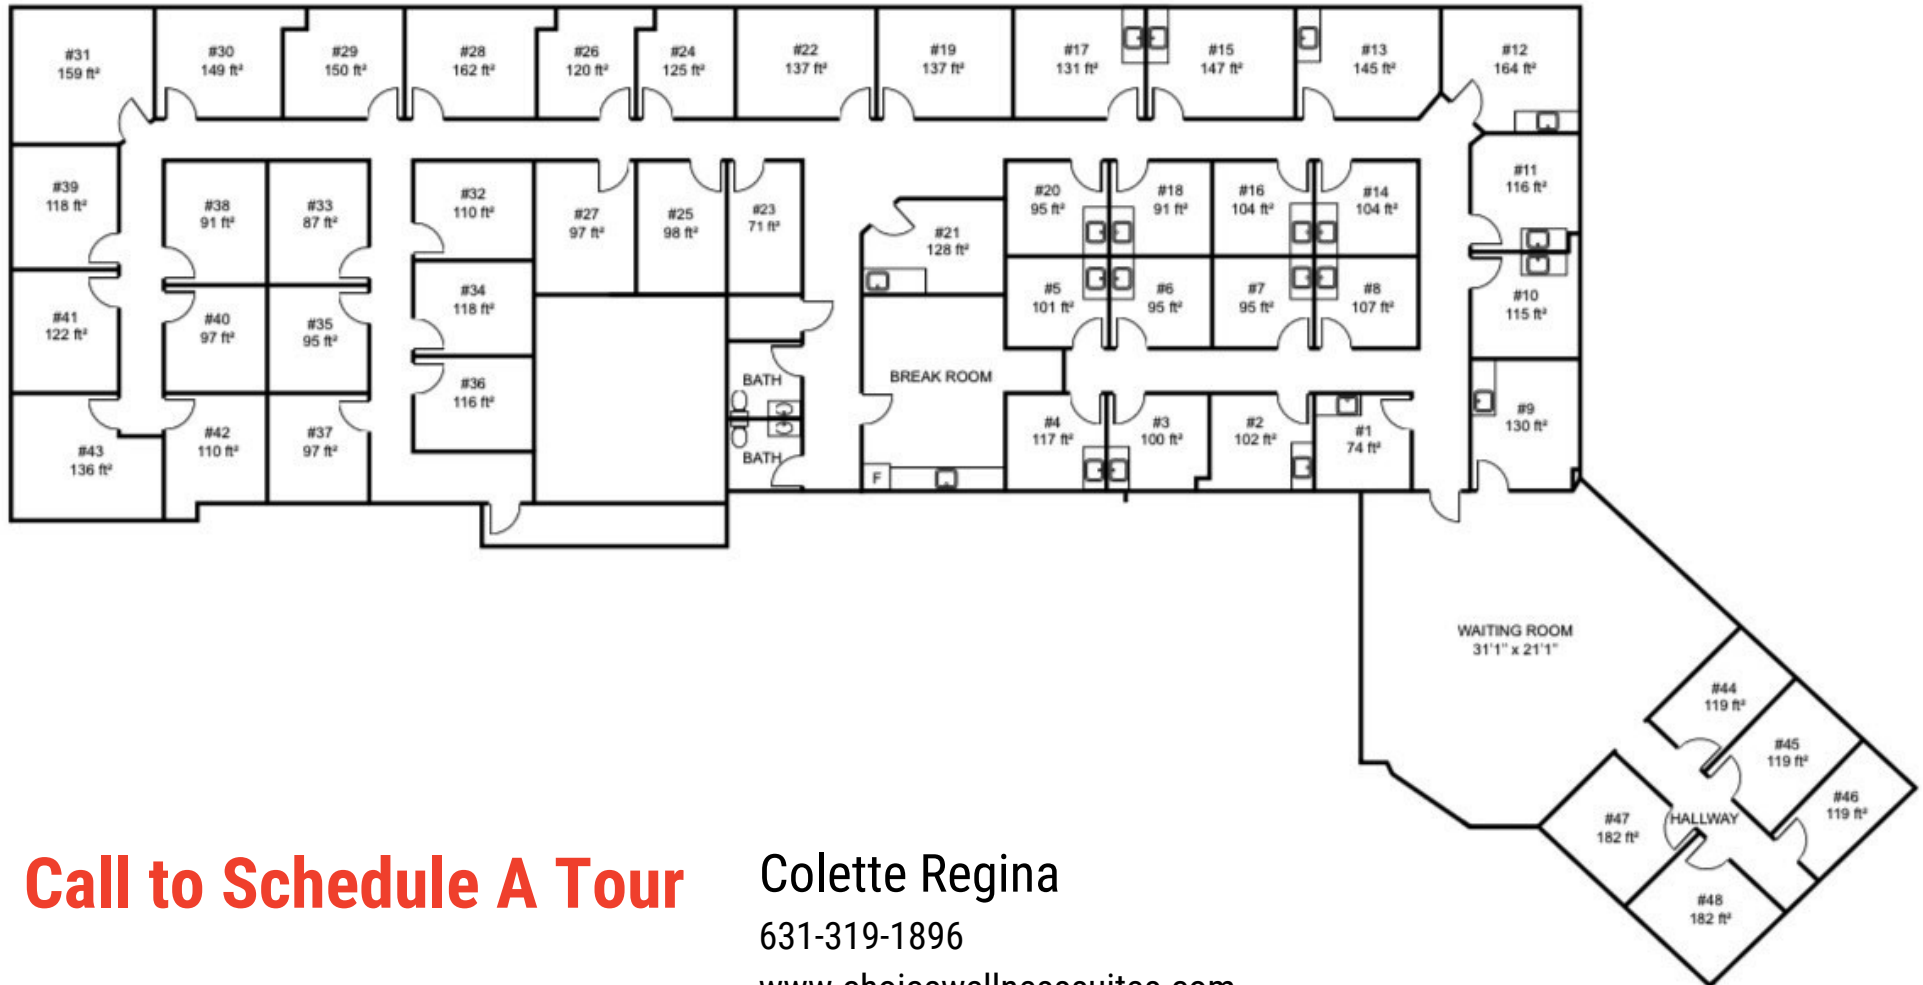 #31
159 ft²
#30
149 ft²
#29
150 ft²
#28
162 ft²
#26
120 ft²
#24
125 ft²
#22
137 ft²
#19
137 ft²
#17
131 ft²
#15
147 ft²
#13
145 ft²
#12
164 ft²
#39
118 ft²
#38
91 ft²
#33
87 ft²
#32
110 ft²
#27
97 ft²
#25
98 ft²
#23
71 ft²
#21
128 ft²
#20
95 ft²
#18
91 ft²
#16
104 ft²
#14
104 ft²
#11
116 ft²
#41
122 ft²
#40
97 ft²
#35
95 ft²
#34
118 ft²
#5
101 ft²
#6
95 ft²
#7
95 ft²
#8
107 ft²
#10
115 ft²
#36
116 ft²
BATH
BREAK ROOM
#43
136 ft²
#42
110 ft²
#37
97 ft²
BATH
F
#4
117 ft²
#3
100 ft²
#2
102 ft²
#1
74 ft²
#9
130 ft²
WAITING ROOM
31'1" x 21'1"
#44
119 ft²
#45
119 ft²
#46
119 ft²
#47
182 ft²
HALLWAY
#48
182 ft²
Call to Schedule A Tour
Colette Regina
631-319-1896
www.choicewellnesssuites.com